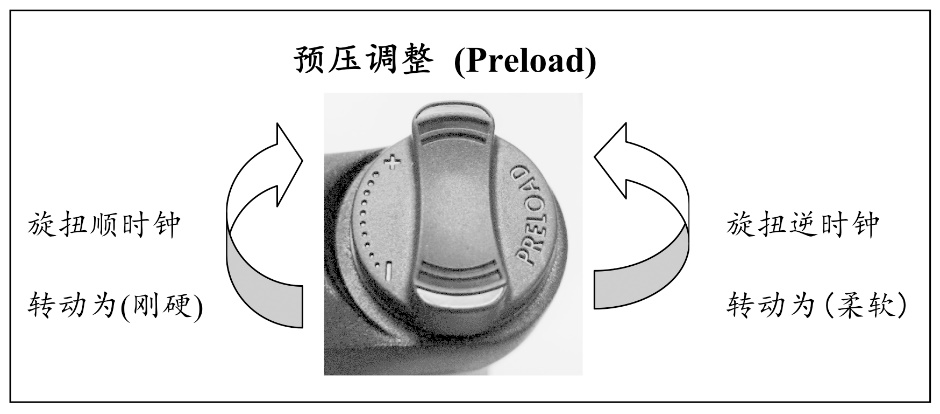 预压调整 (Preload)
旋扭顺时钟
转动为(刚硬)
+
PRELOAD
−
旋扭逆时钟
转动为(柔软)